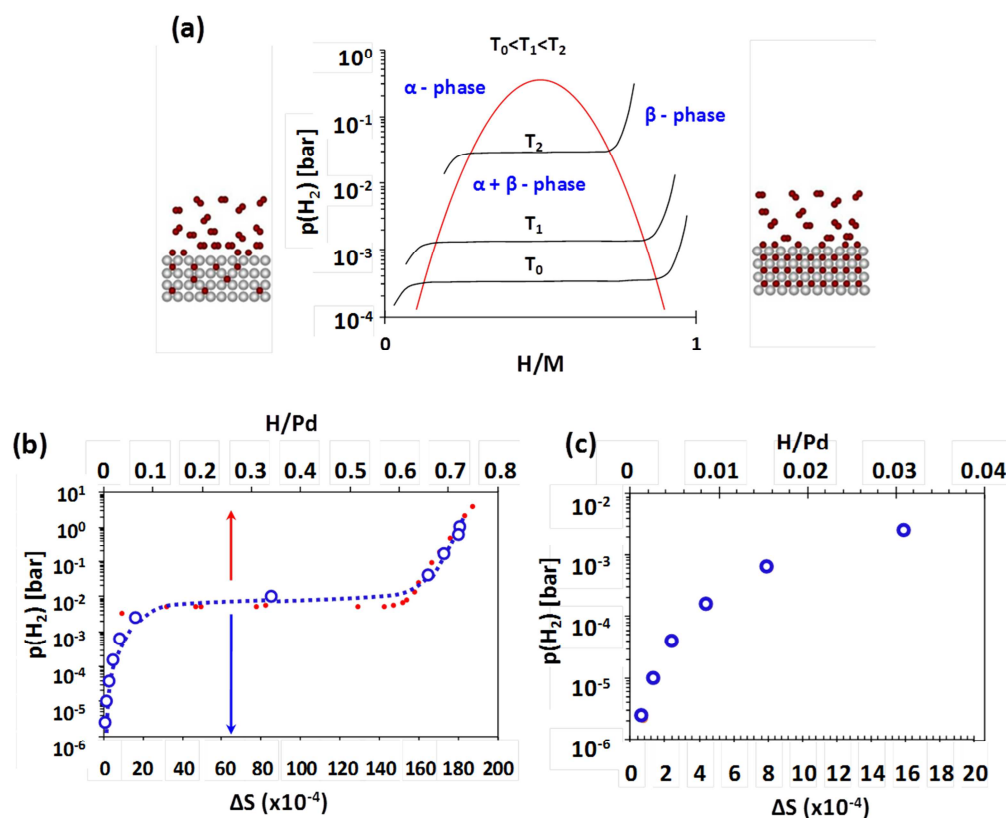 (a)
T₀<T₁<T₂
10⁰
10⁻¹
10⁻²
10⁻³
10⁻⁴
p(H₂) [bar]
α - phase
β - phase
T₂
α + β - phase
T₁
T₀
0
1
H/M
(b)
H/Pd
0 0.1 0.2 0.3 0.4 0.5 0.6 0.7 0.8
10¹
10⁰
10⁻¹
10⁻²
10⁻³
10⁻⁴
10⁻⁵
10⁻⁶
p(H₂) [bar]
0 20 40 60 80 100 120 140 160 180 200
ΔS (x10⁻⁴)
(c)
H/Pd
0 0.01 0.02 0.03 0.04
10⁻²
10⁻³
10⁻⁴
10⁻⁵
10⁻⁶
p(H₂) [bar]
0 2 4 6 8 10 12 14 16 18 20
ΔS (x10⁻⁴)